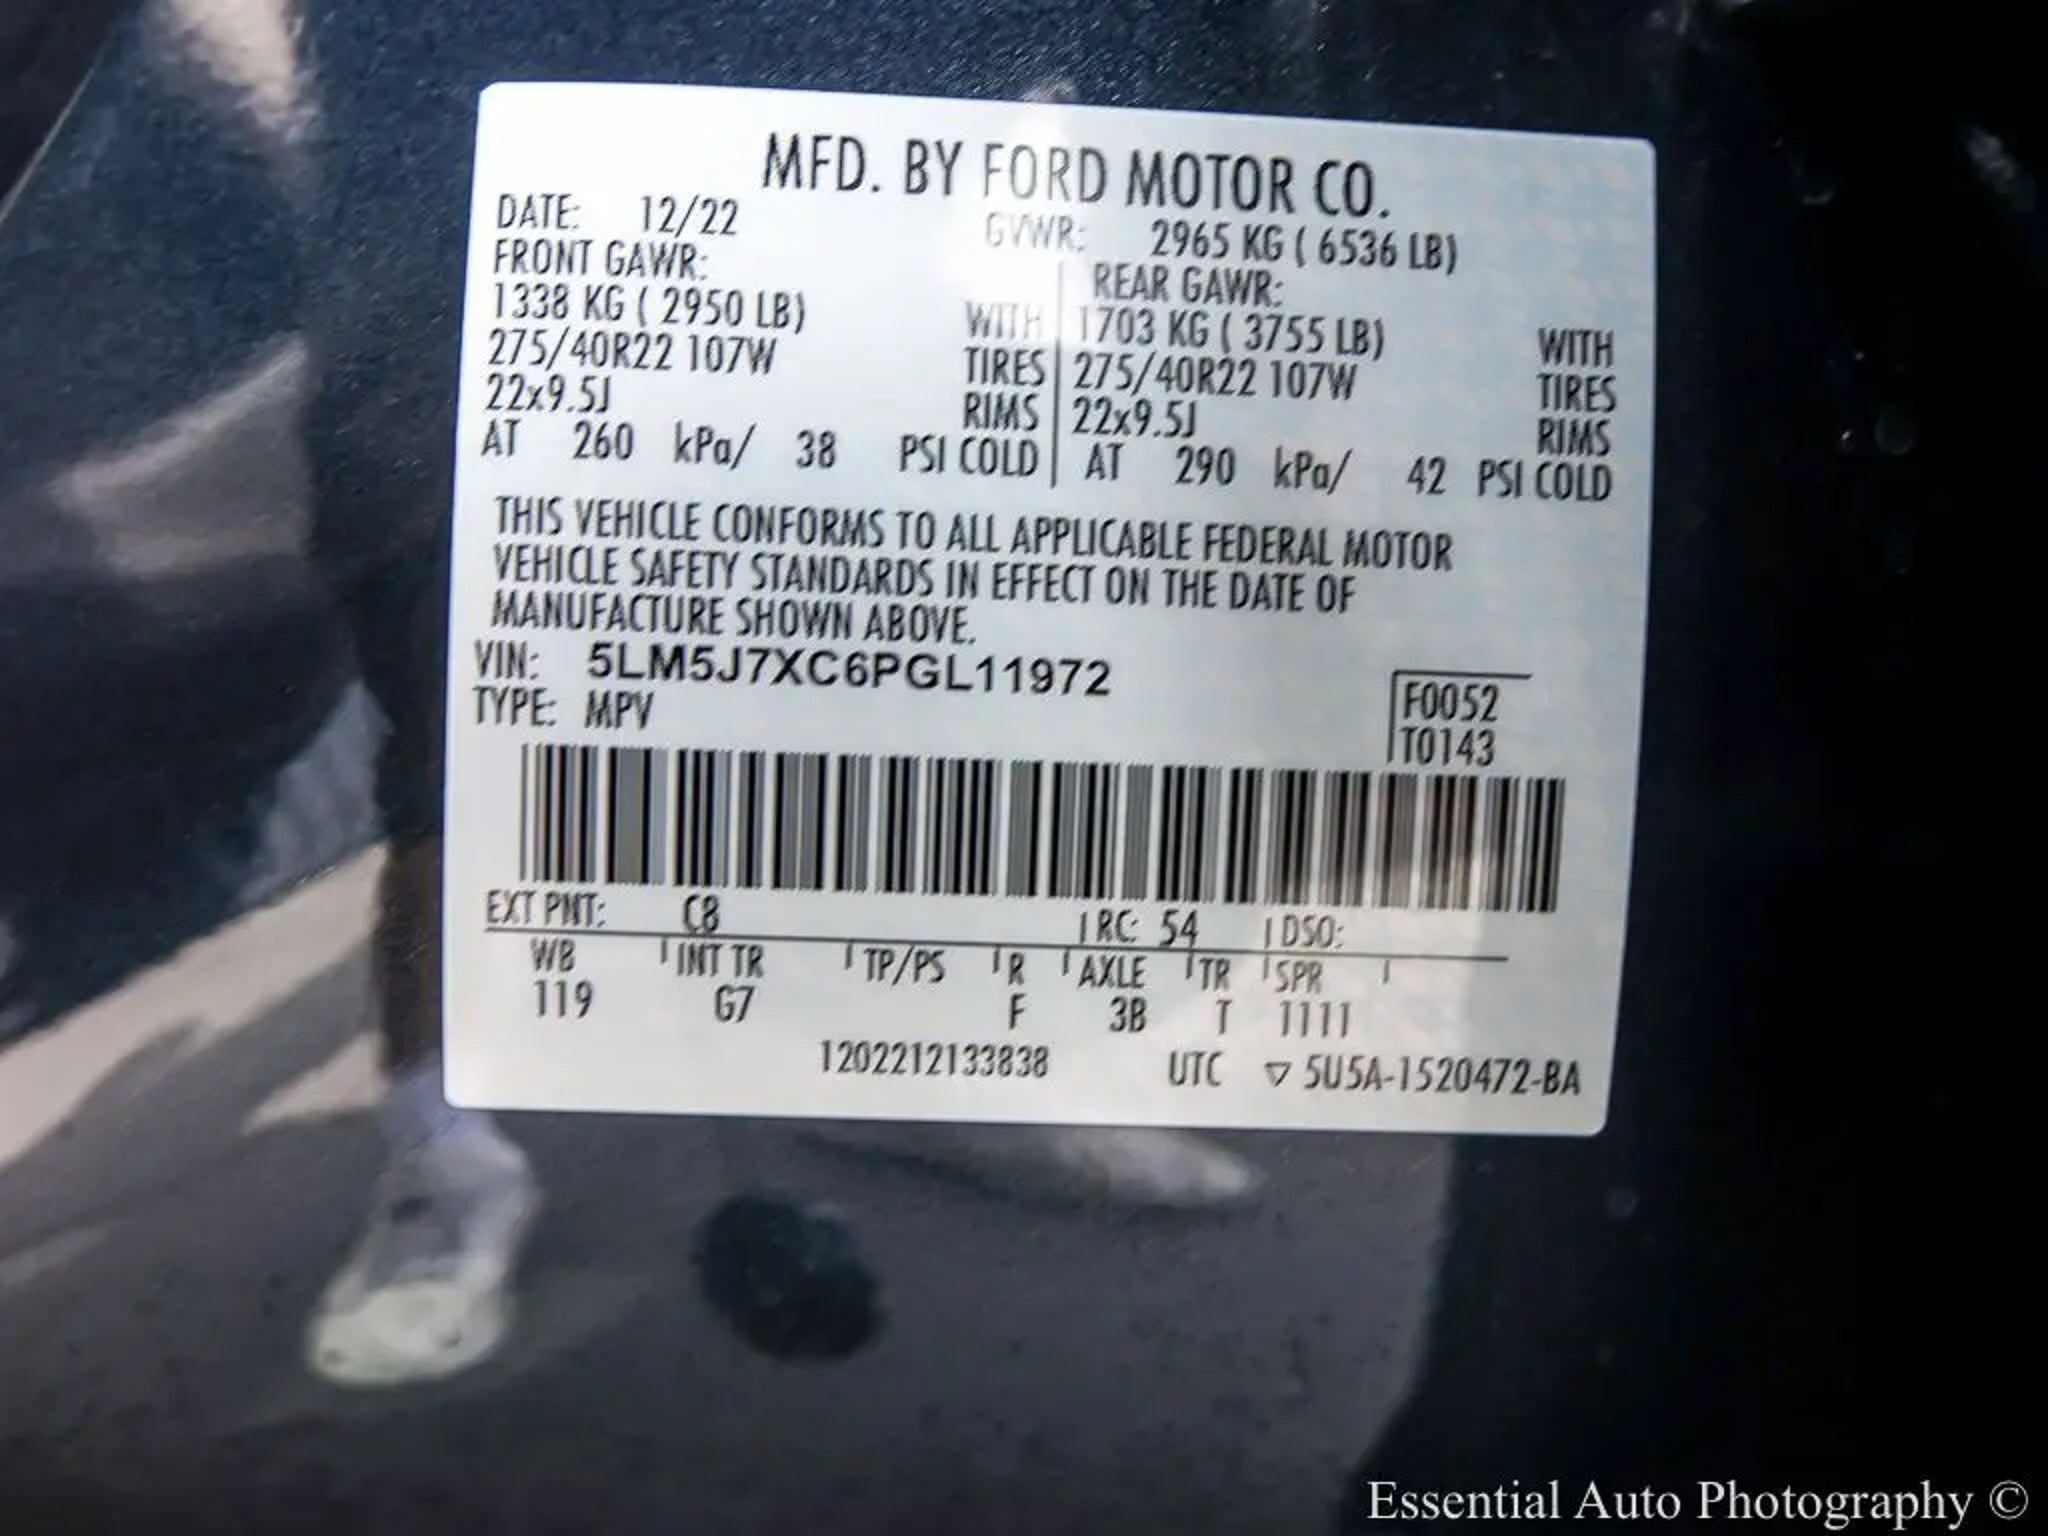 MFD. BY FORD MOTOR CO.
DATE: 12/22 GVWR: 2965 KG ( 6536 LB)
FRONT GAWR: REAR GAWR:
1338 KG ( 2950 LB) WITH 1703 KG ( 3755 LB) WITH
275/40R22 107W TIRES 275/40R22 107W TIRES
22x9.5J RIMS 22x9.5J RIMS
AT 260 kPa/ 38 PSI COLD AT 290 kPa/ 42 PSI COLD
THIS VEHICLE CONFORMS TO ALL APPLICABLE FEDERAL MOTOR
VEHICLE SAFETY STANDARDS IN EFFECT ON THE DATE OF
MANUFACTURE SHOWN ABOVE.
VIN: 5LM5J7XC6PGL11972
TYPE: MPV
F0052
T0143
EXT PNT: C8 RC: 54 DSO:
WB INT TR TP/PS R AXLE TR SPR
119 G7 F 3B T 1111
1202212133838 UTC ▽ 5U5A-1520472-BA
Essential Auto Photography ©